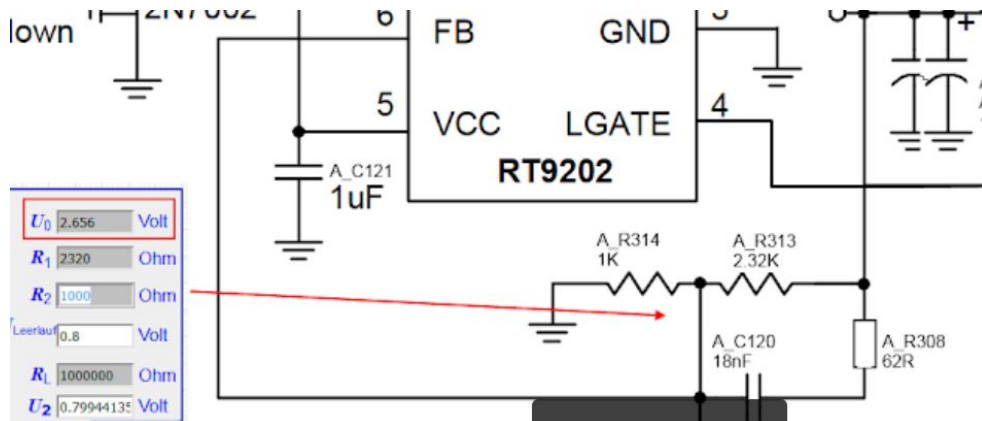 lown
6
FB
GND
5
VCC
LGATE
4
RT9202
A_C121
1uF
U0 2.656 Volt
R1 2320 Ohm
R2 1000 Ohm
Leerlauf 0.8 Volt
RL 1000000 Ohm
U2 0.79944135 Volt
A_R314
1K
A_R313
2.32K
A_C120
18nF
A_R308
62R
+